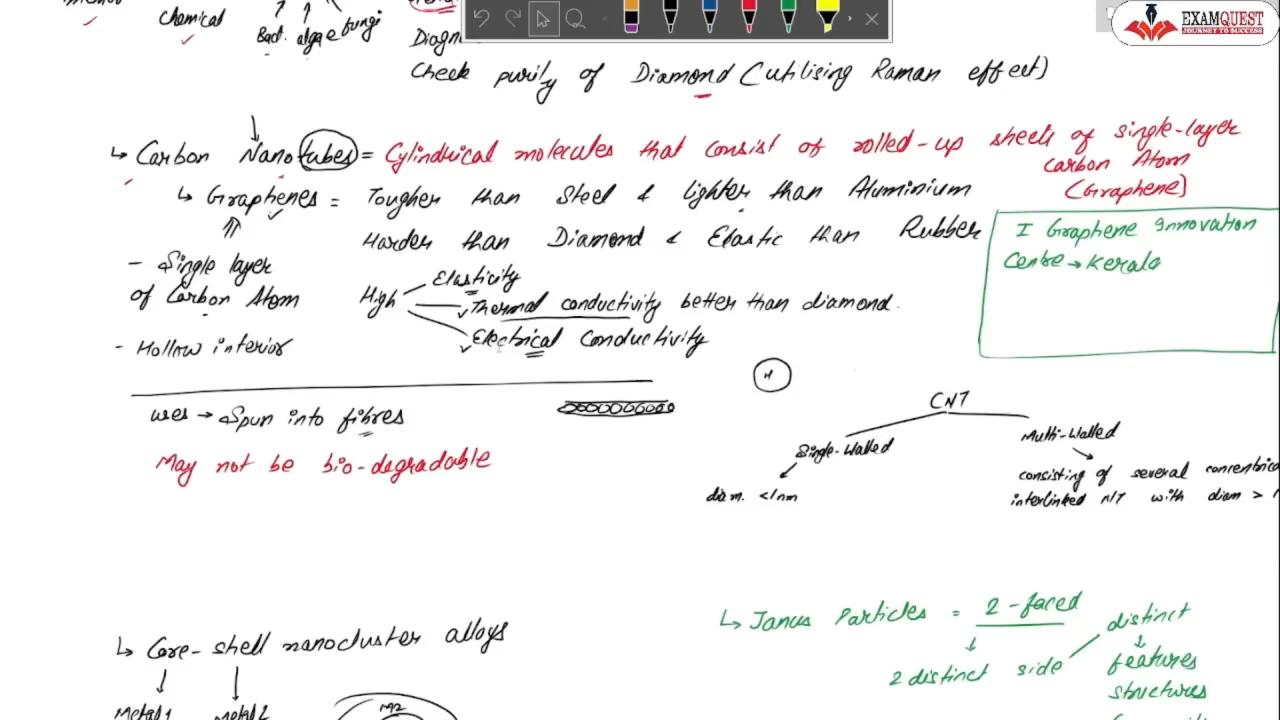 chemical
Bact. algae fungi
Diagn
Check purity of Diamond (utilising Raman effect)
EXAMQUEST
JOURNEY TO SUCCESS
↳ Carbon Nanotubes = Cylindrical molecules that consist of rolled-up sheets of single-layer
carbon Atom
(Graphene)
↳ Graphenes = Tougher than Steel & lighter than Aluminium
Harder than Diamond & Elastic than Rubber
- Single layer
of Carbon Atom
- Hollow interior
High
Elasticity
Thermal conductivity better than diamond.
Electrical Conductivity
I Graphene Innovation
Centre → Kerala
uses → Spun into fibres
May not be bio-degradable
CNT
Single-Walled
diam. <1nm
Multi-Walled
consisting of several concentric
interlinked NT with diam >
↳ Janus Particles = 2-faced
2 distinct side
distinct
features
structures
↳ Core-shell nanocluster alloys
Metal 1 Metal 2
M2